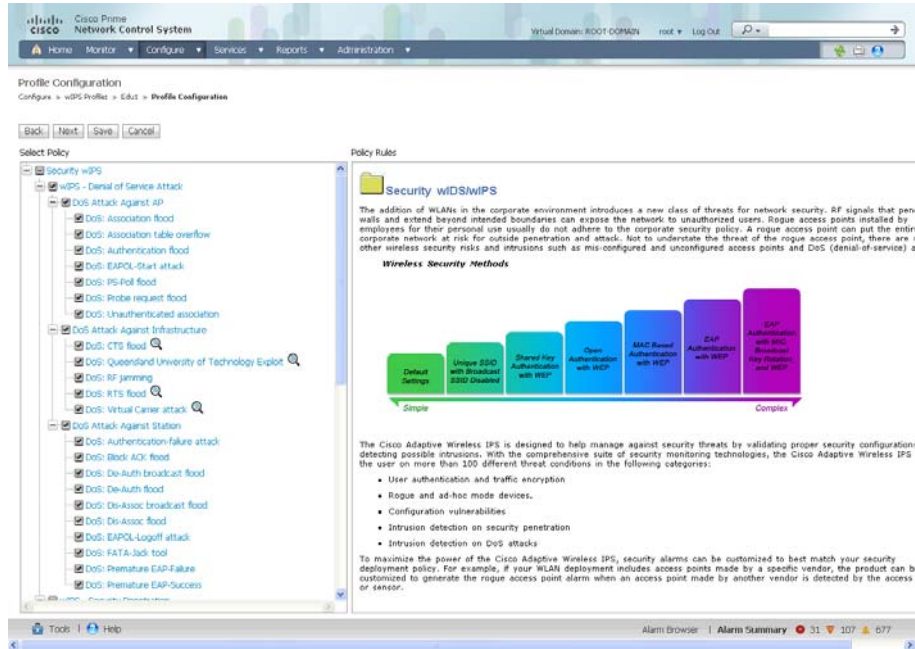 cisco
Cisco Prime
Network Control System
Virtual Domain: ROOT-DOMAIN root Log Out
Home Monitor Configure Services Reports Administration
Profile Configuration
Configure > wIPS Profiles > Edu1 > Profile Configuration
Back Next Save Cancel
Select Policy
Security wIPS
wIPS - Denial of Service Attack
DoS Attack Against AP
DoS: Association flood
DoS: Association table overflow
DoS: Authentication flood
DoS: EAPOL-Start attack
DoS: PS-Poll flood
DoS: Probe request flood
DoS: Unauthenticated association
DoS Attack Against Infrastructure
DoS: CTS flood
DoS: Queensland University of Technology Exploit
DoS: RF jamming
DoS: RTS flood
DoS: Virtual Carrier attack
DoS Attack Against Station
DoS: Authentication-failure attack
DoS: Block ACK flood
DoS: De-Auth broadcast flood
DoS: De-Auth flood
DoS: Dis-Assoc broadcast flood
DoS: Dis-Assoc flood
DoS: EAPOL-Logoff attack
DoS: FATA-Jack tool
DoS: Premature EAP-Failure
DoS: Premature EAP-Success
wIPS - Security Penetration
Policy Rules
Security wIDS/wIPS
The addition of WLANs in the corporate environment introduces a new class of threats for network security. RF signals that
walls and extend beyond intended boundaries can expose the network to unauthorized users. Rogue access points installed by
employees for their personal use usually do not adhere to the corporate security policy. A rogue access point can put the
corporate network at risk for outside penetration and attack. Not to understate the threat of the rogue access point, there are
other wireless security risks and intrusions such as mis-configured and unconfigured access points and DoS (denial-of-service)
Wireless Security Methods
Default Settings
Unique SSID with Broadcast SSID Disabled
Shared Key Authentication with WEP
Open Authentication with WEP
MAC Based Authentication with WEP
EAP Authentication with WEP
EAP Authentication with MIC Broadcast Key Rotation, and WEP
Simple Complex
The Cisco Adaptive Wireless IPS is designed to help manage against security threats by validating proper security configurations
detecting possible intrusions. With the comprehensive suite of security monitoring technologies, the Cisco Adaptive Wireless IPS
the user on more than 100 different threat conditions in the following categories:
User authentication and traffic encryption
Rogue and ad-hoc mode devices.
Configuration vulnerabilities
Intrusion detection on security penetration
Intrusion detection on DoS attacks
To maximize the power of the Cisco Adaptive Wireless IPS, security alarms can be customized to best match your security
deployment policy. For example, if your WLAN deployment includes access points made by a specific vendor, the product can
customized to generate the rogue access point alarm when an access point made by another vendor is detected by the access
or sensor.
Tools | Help
Alarm Browser | Alarm Summary 31 107 677